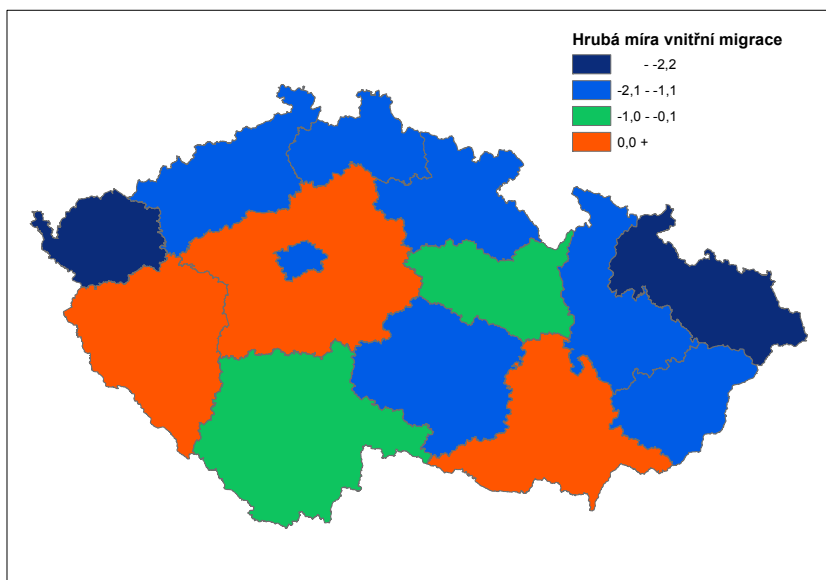 Hrubá míra vnitřní migrace
- -2,2
-2,1 - -1,1
-1,0 - -0,1
0,0 +